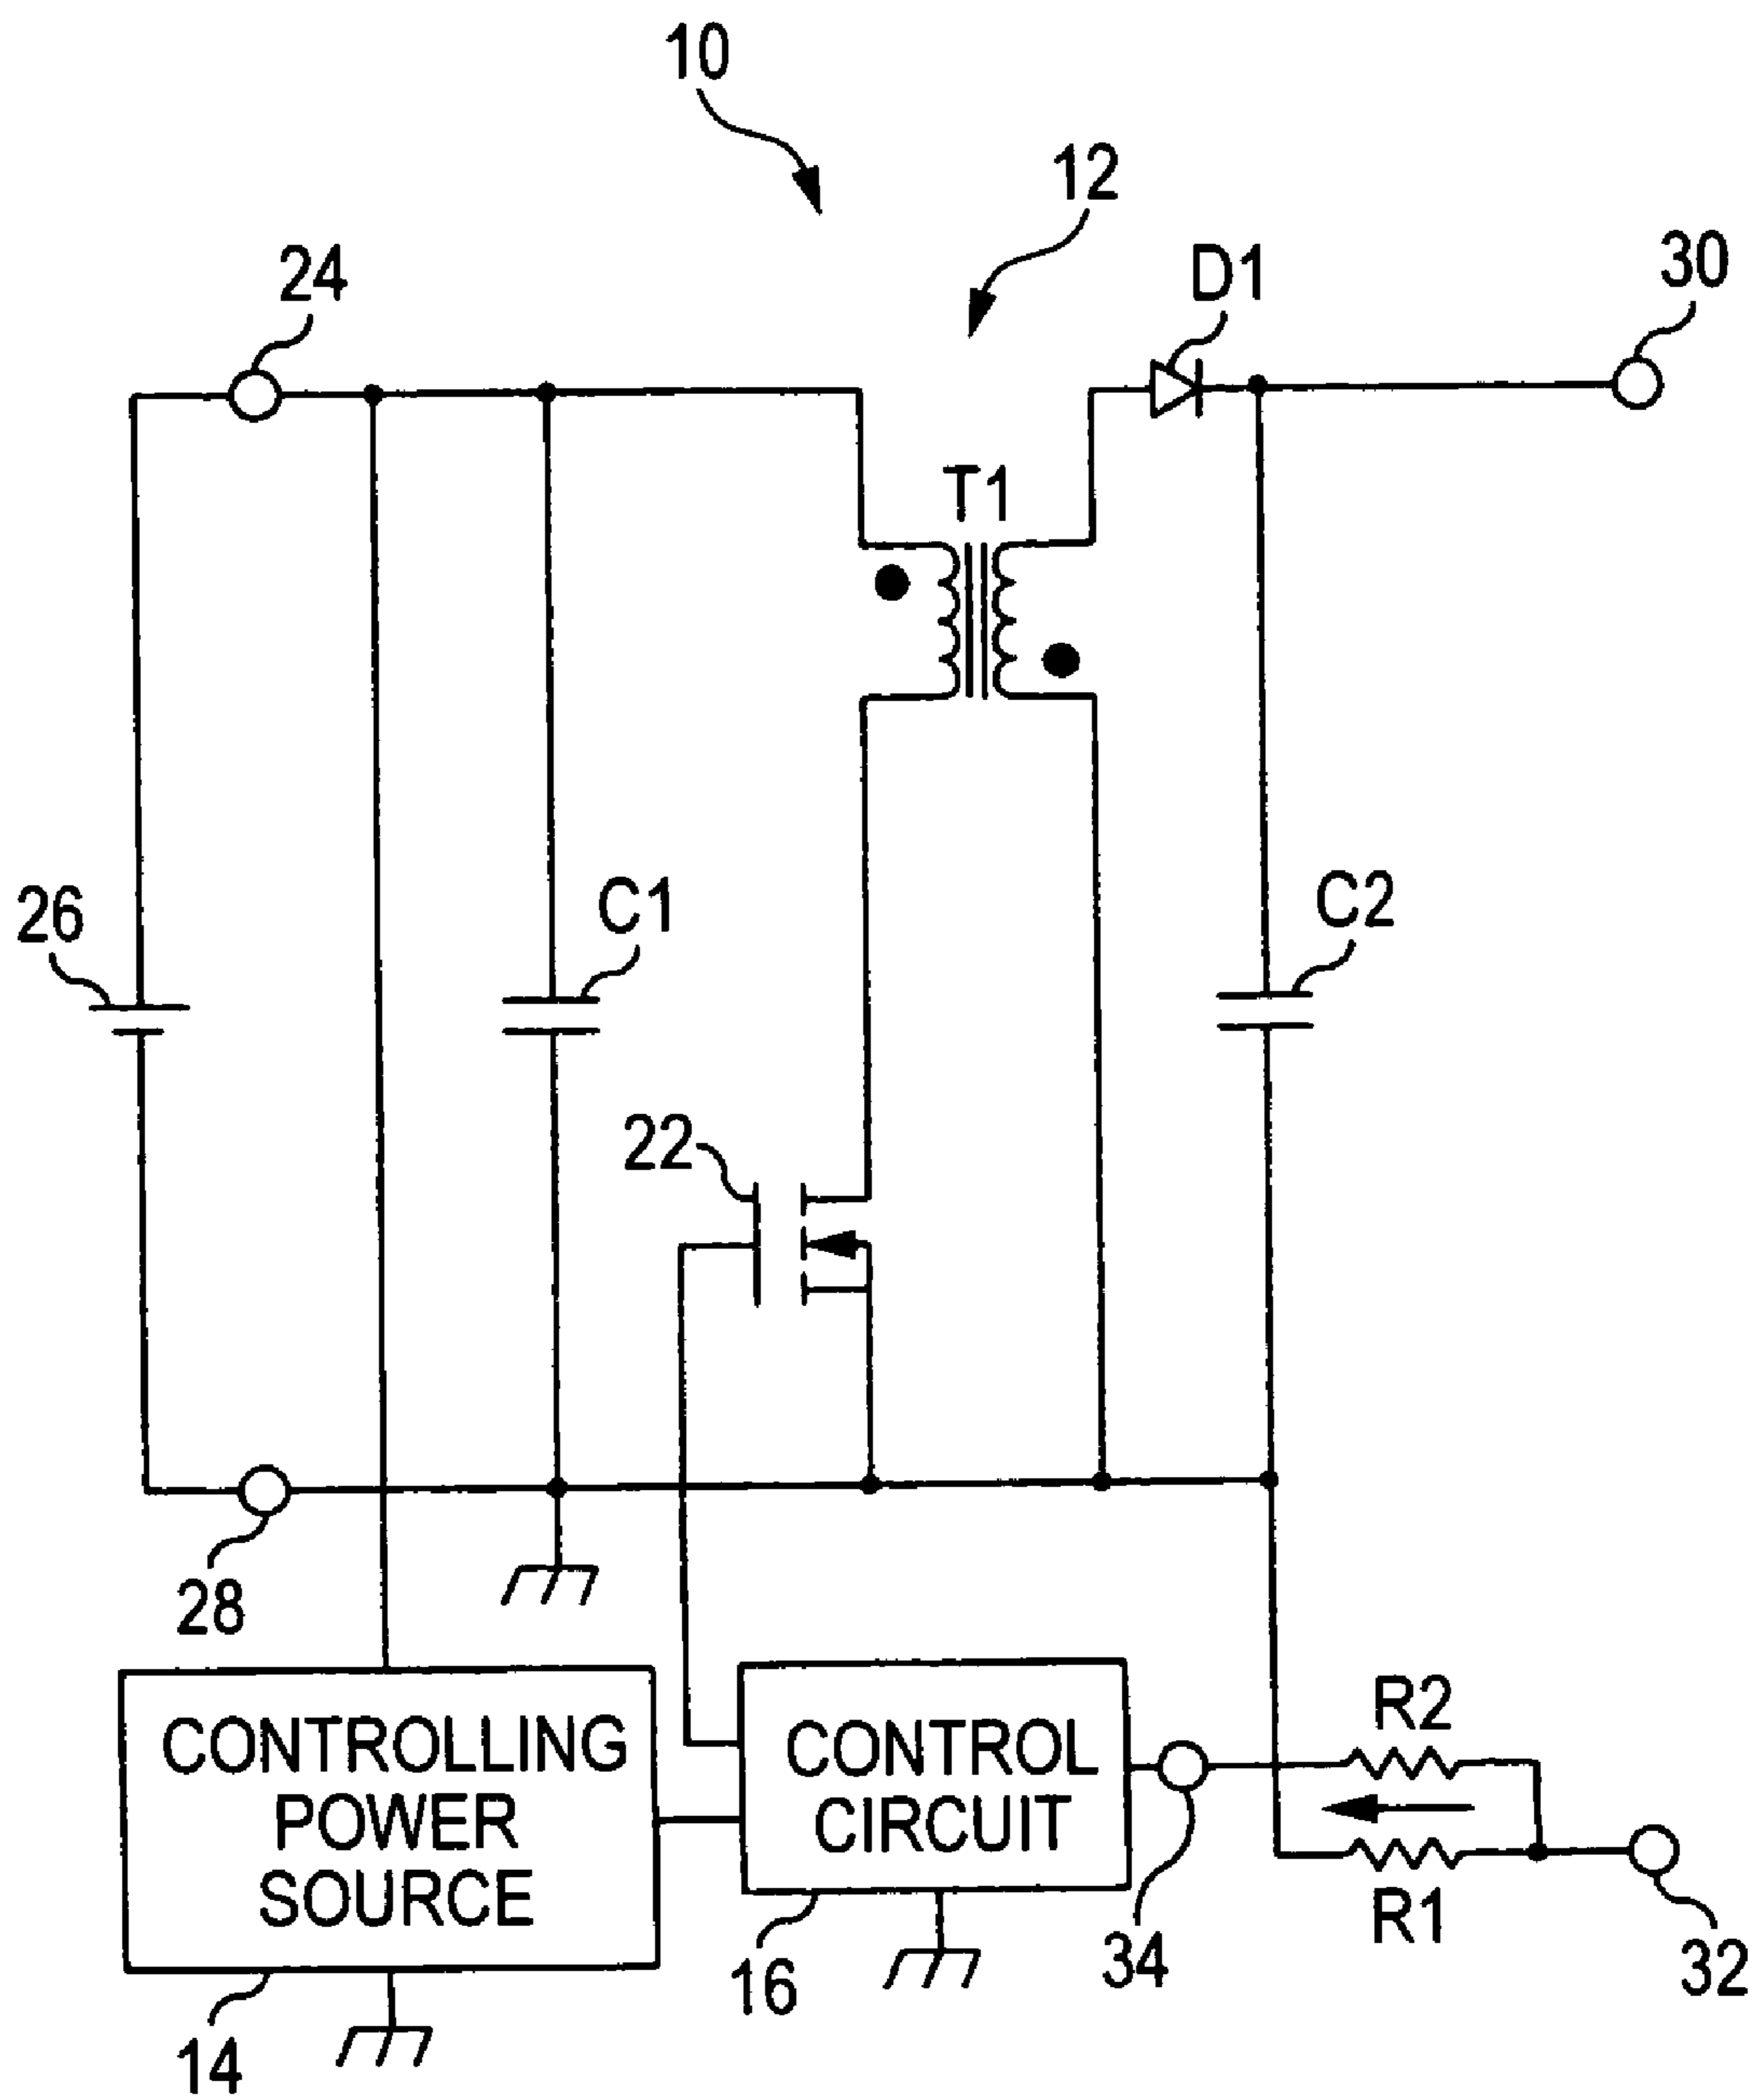 10
12
24
D1
30
T1
26
C1
C2
22
28
CONTROLLING
POWER
SOURCE
CONTROL
CIRCUIT
R2
R1
14
16
34
32